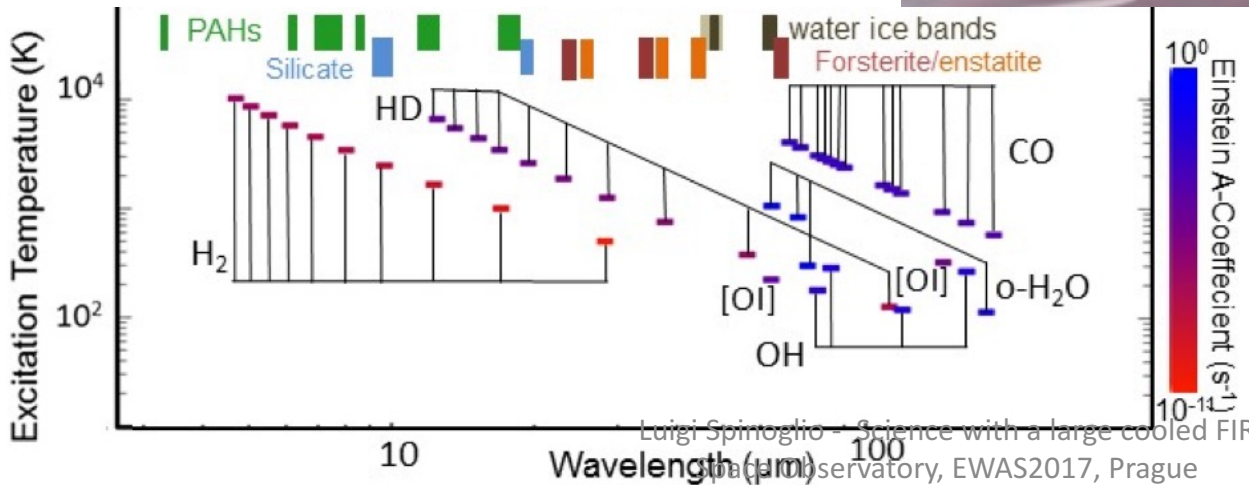 PAHs
water ice bands
Silicate
Forsterite/enstatite
10⁰
10⁴
HD
CO
H₂
[OI]
[OI]
o-H₂O
10²
OH
10⁻¹¹
Excitation Temperature (K)
Einstein A-Coeffecient (s⁻¹)
10
100
Wavelength (μm)
Luigi Spinoglio - Science with a large cooled FIR
Space Observatory, EWAS2017, Prague